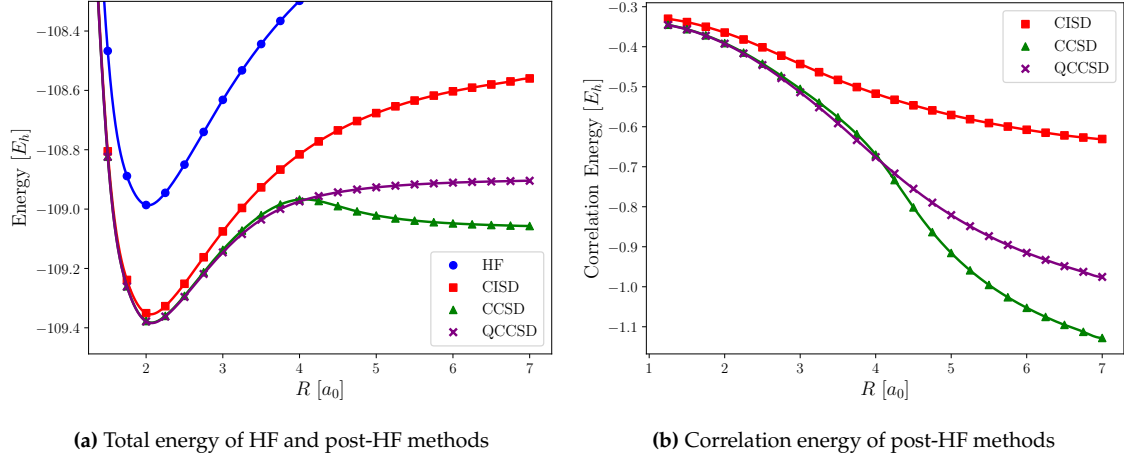 −108.4
−108.6
−108.8
−109.0
−109.2
−109.4
Energy [E_h]
2 3 4 5 6 7
R [a_0]
HF
CISD
CCSD
QCCSD
(a) Total energy of HF and post-HF methods
−0.3
−0.4
−0.5
−0.6
−0.7
−0.8
−0.9
−1.0
−1.1
Correlation Energy [E_h]
1 2 3 4 5 6 7
R [a_0]
CISD
CCSD
QCCSD
(b) Correlation energy of post-HF methods